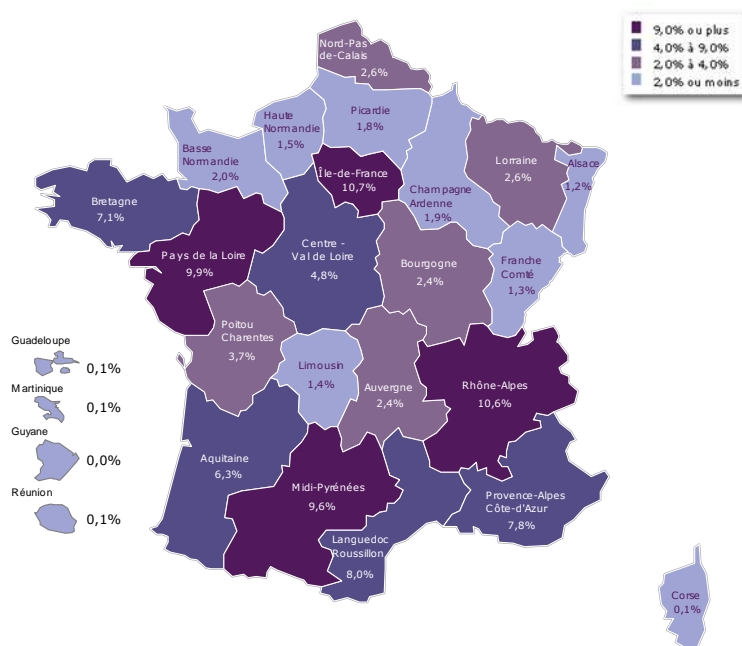 9,0% ou plus
4,0% à 9,0%
2,0% à 4,0%
2,0% ou moins
Nord-Pas
de-Calais
2,6%
Picardie
1,8%
Haute
Normandie
1,5%
Basse
Normandie
2,0%
Île-de-France
10,7%
Champagne
Ardenne
1,9%
Lorraine
2,6%
Alsace
1,2%
Bretagne
7,1%
Pays de la Loire
9,9%
Centre -
Val de Loire
4,8%
Bourgogne
2,4%
Franche
Comté
1,3%
Poitou
Charentes
3,7%
Limousin
1,4%
Auvergne
2,4%
Rhône-Alpes
10,6%
Aquitaine
6,3%
Midi-Pyrénées
9,6%
Languedoc
Roussillon
8,0%
Provence-Alpes
Côte-d'Azur
7,8%
Corse
0,1%
Guadeloupe
0,1%
Martinique
0,1%
Guyane
0,0%
Réunion
0,1%